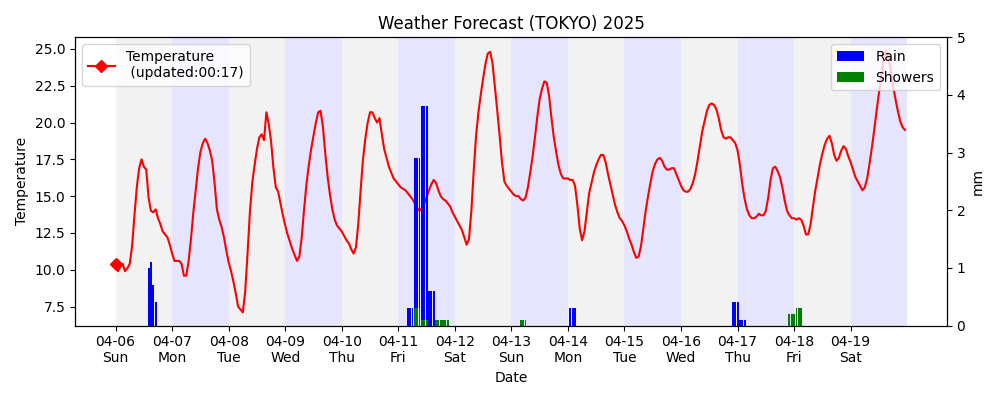 Weather Forecast (TOKYO) 2025
Temperature
(updated:00:17)
Rain
Showers
25.0
22.5
20.0
17.5
15.0
12.5
10.0
7.5
Temperature
5
4
3
2
1
0
mm
04-06 04-07 04-08 04-09 04-10 04-11 04-12 04-13 04-14 04-15 04-16 04-17 04-18 04-19
Sun Mon Tue Wed Thu Fri Sat Sun Mon Tue Wed Thu Fri Sat
Date